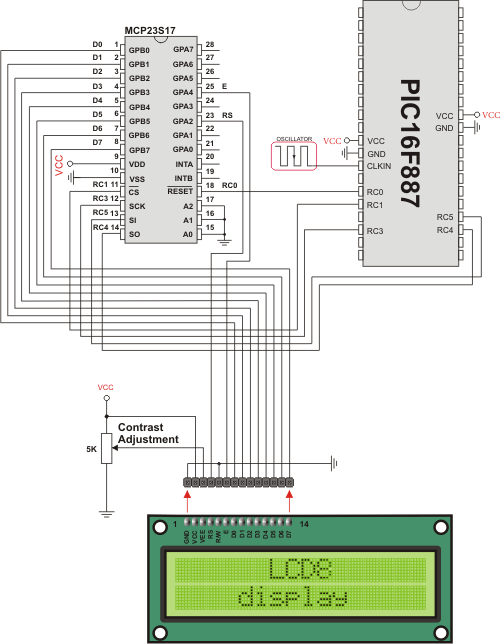 MCP23S17
D0 1 GPB0 GPA7 28
D1 2 GPB1 GPA6 27
D2 3 GPB2 GPA5 26
D3 4 GPB3 GPA4 25 E
D4 5 GPB4 GPA3 24
D5 6 GPB5 GPA2 23 RS
D6 7 GPB6 GPA1 22
D7 8 GPB7 GPA0 21
VCC 9 VDD INTA 20
10 VSS INTB 19
RC1 11 CS RESET 18 RC0
RC3 12 SCK A2 17
RC5 13 SI A1 16
RC4 14 SO A0 15
OSCILLATOR
PIC16F887
VCC VCC
GND
VCC VCC
GND
CLKIN
RC0
RC1
RC5
RC3 RC4
VCC
Contrast
Adjustment
5K
1 14
GND VCC VEE RS R/W E D0 D1 D2 D3 D4 D5 D6 D7
LCD8
display